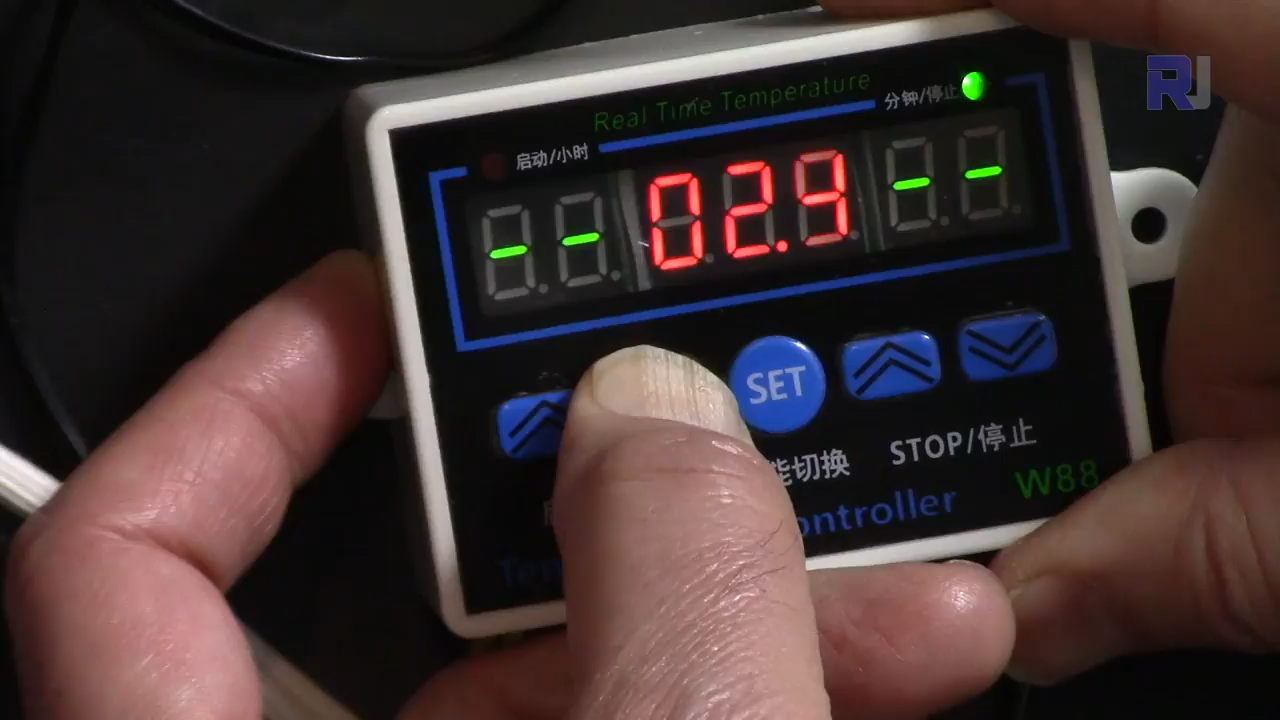 RJ
Real Time Temperature
启动/小时
分钟/停止
-- 02.9 --
SET
能切换
STOP/停止
W88